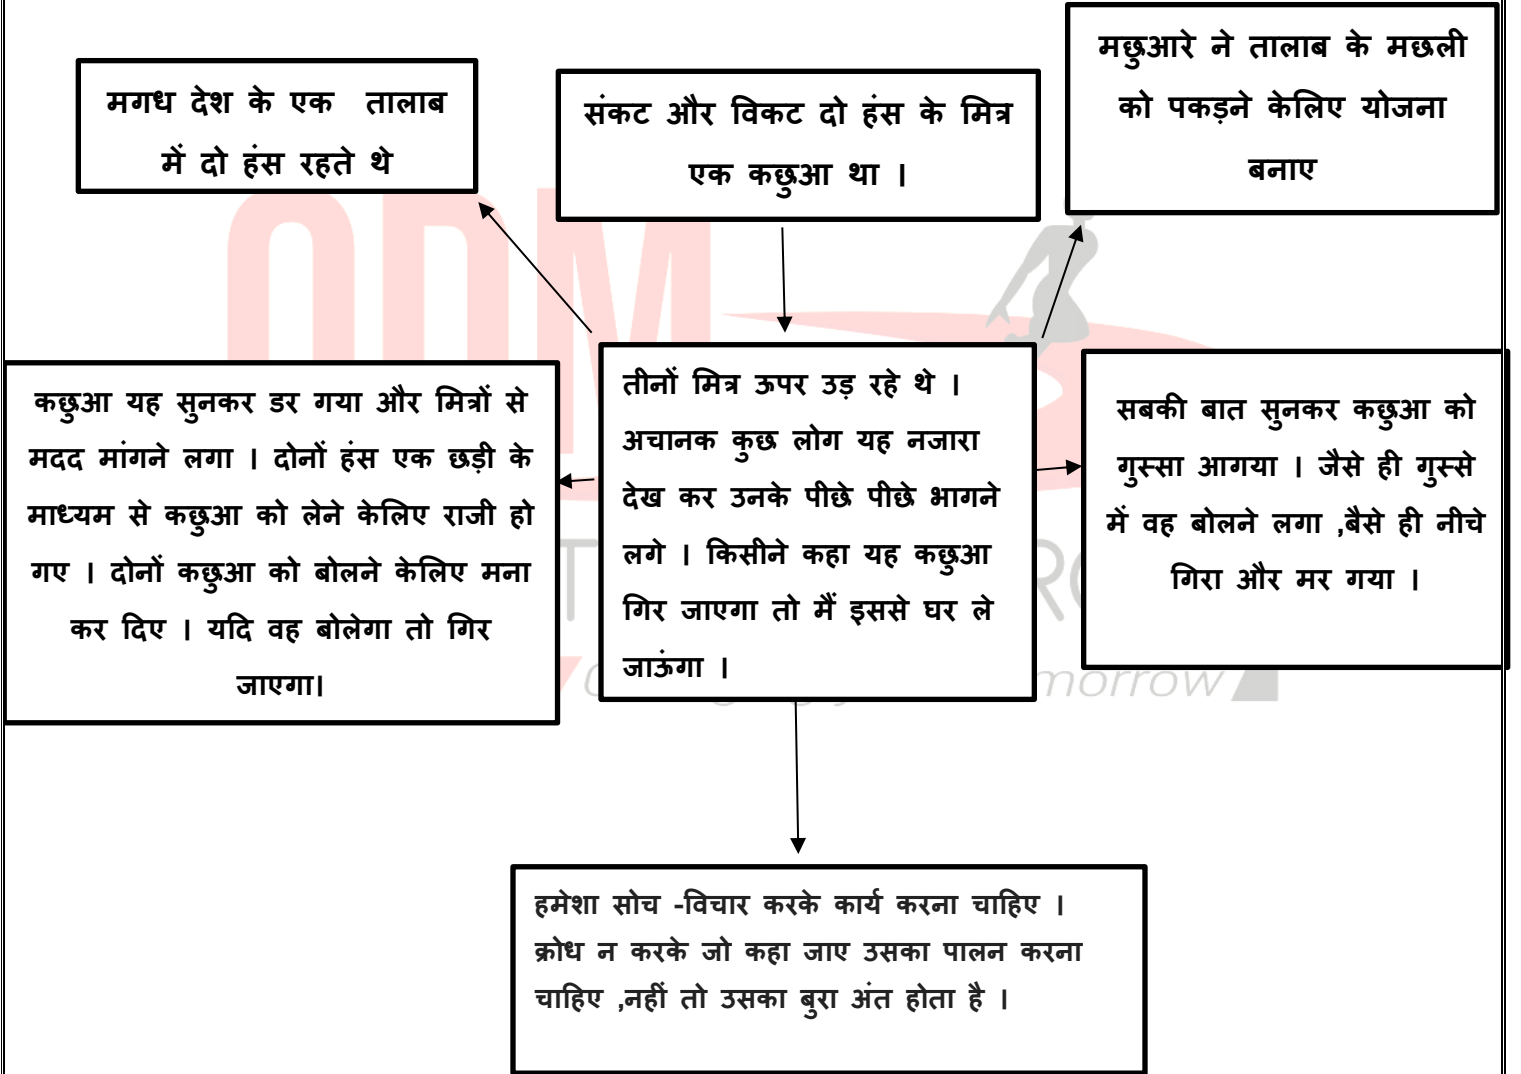 मगध देश के एक तालाब
में दो हंस रहते थे
संकट और विकट दो हंस के मित्र
एक कछुआ था ।
मछुआरे ने तालाब के मछली
को पकड़ने केलिए योजना
बनाए
कछुआ यह सुनकर डर गया और मित्रों से
मदद मांगने लगा । दोनों हंस एक छड़ी के
माध्यम से कछुआ को लेने केलिए राजी हो
गए । दोनों कछुआ को बोलने केलिए मना
कर दिए । यदि वह बोलेगा तो गिर
जाएगा।
तीनों मित्र ऊपर उड़ रहे थे ।
अचानक कुछ लोग यह नजारा
देख कर उनके पीछे पीछे भागने
लगे । किसीने कहा यह कछुआ
गिर जाएगा तो मैं इससे घर ले
जाऊंगा ।
सबकी बात सुनकर कछुआ को
गुस्सा आगया । जैसे ही गुस्से
में वह बोलने लगा ,बैसे ही नीचे
गिरा और मर गया ।
हमेशा सोच -विचार करके कार्य करना चाहिए ।
क्रोध न करके जो कहा जाए उसका पालन करना
चाहिए ,नहीं तो उसका बुरा अंत होता है ।